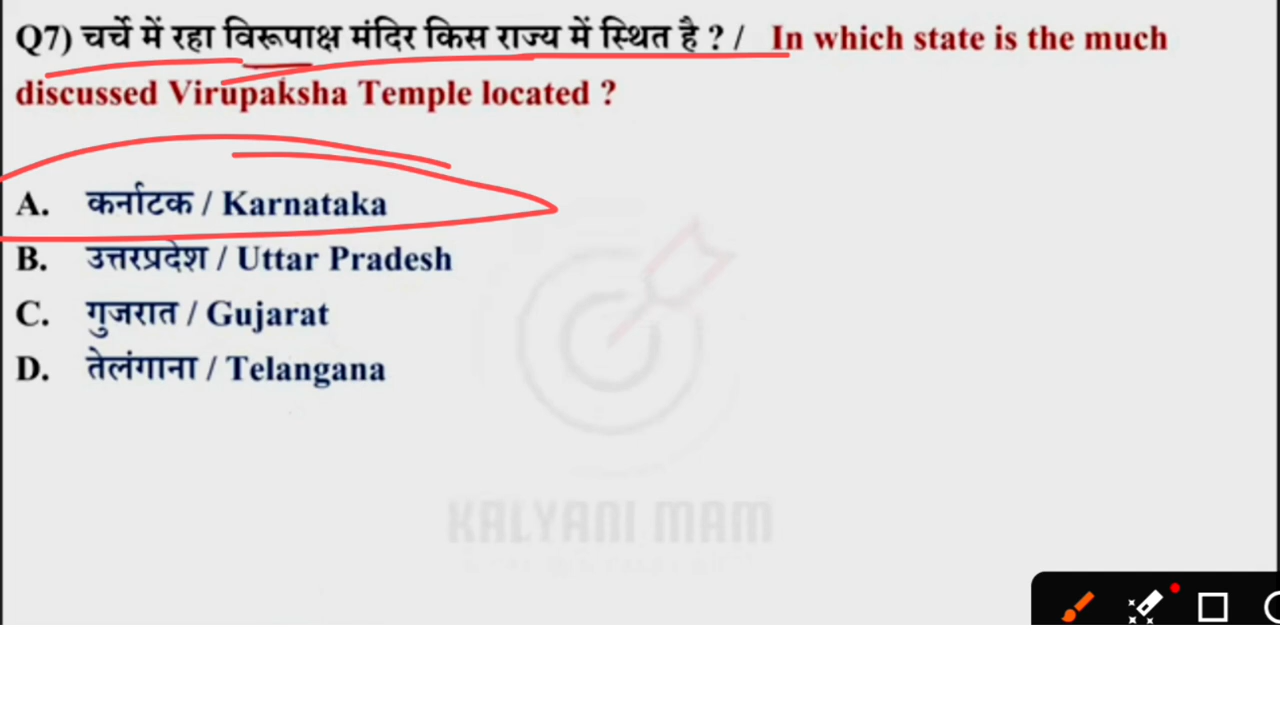 Q7) चर्चे में रहा विरूपाक्ष मंदिर किस राज्य में स्थित है ? / In which state is the much
discussed Virupaksha Temple located ?
A. कर्नाटक / Karnataka
B. उत्तरप्रदेश / Uttar Pradesh
C. गुजरात / Gujarat
D. तेलंगाना / Telangana
KALYANI MAM